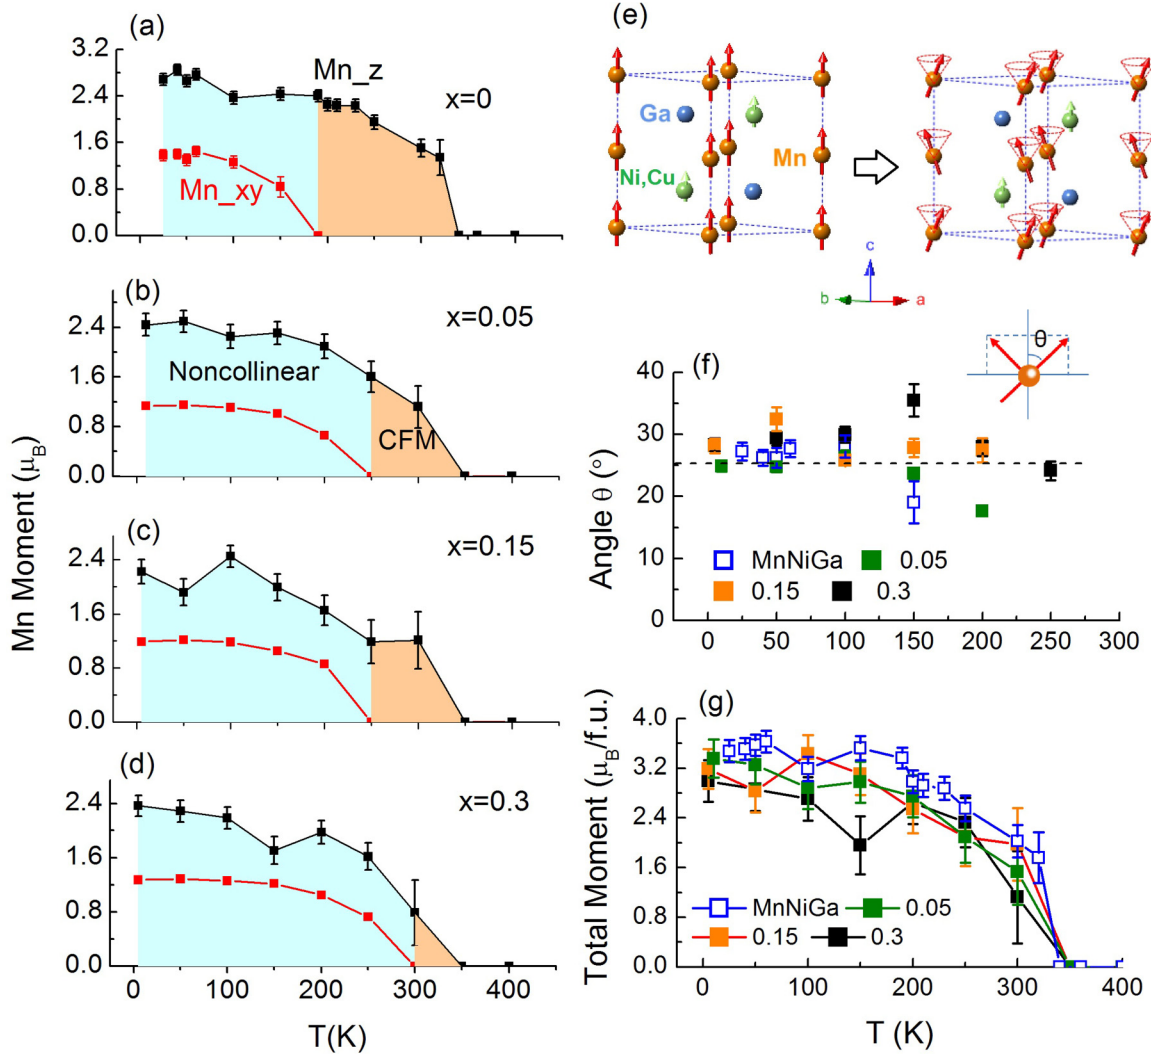 (a)
3.2
2.4
1.6
0.8
0.0
Mn_z
x=0
Mn_xy
(b)
2.4
1.6
0.8
0.0
x=0.05
Noncollinear
CFM
(c)
2.4
1.6
0.8
0.0
x=0.15
(d)
2.4
1.6
0.8
0.0
x=0.3
0 100 200 300 400
T(K)
Mn Moment (μB)
(e)
Ga
Mn
Ni,Cu
c
b a
(f)
θ
40
30
20
10
0
MnNiGa 0.05
0.15 0.3
0 50 100 150 200 250 300
Angle θ (°)
(g)
4.0
3.2
2.4
1.6
0.8
0.0
MnNiGa 0.05
0.15 0.3
0 100 200 300 400
T (K)
Total Moment (μB/f.u.)